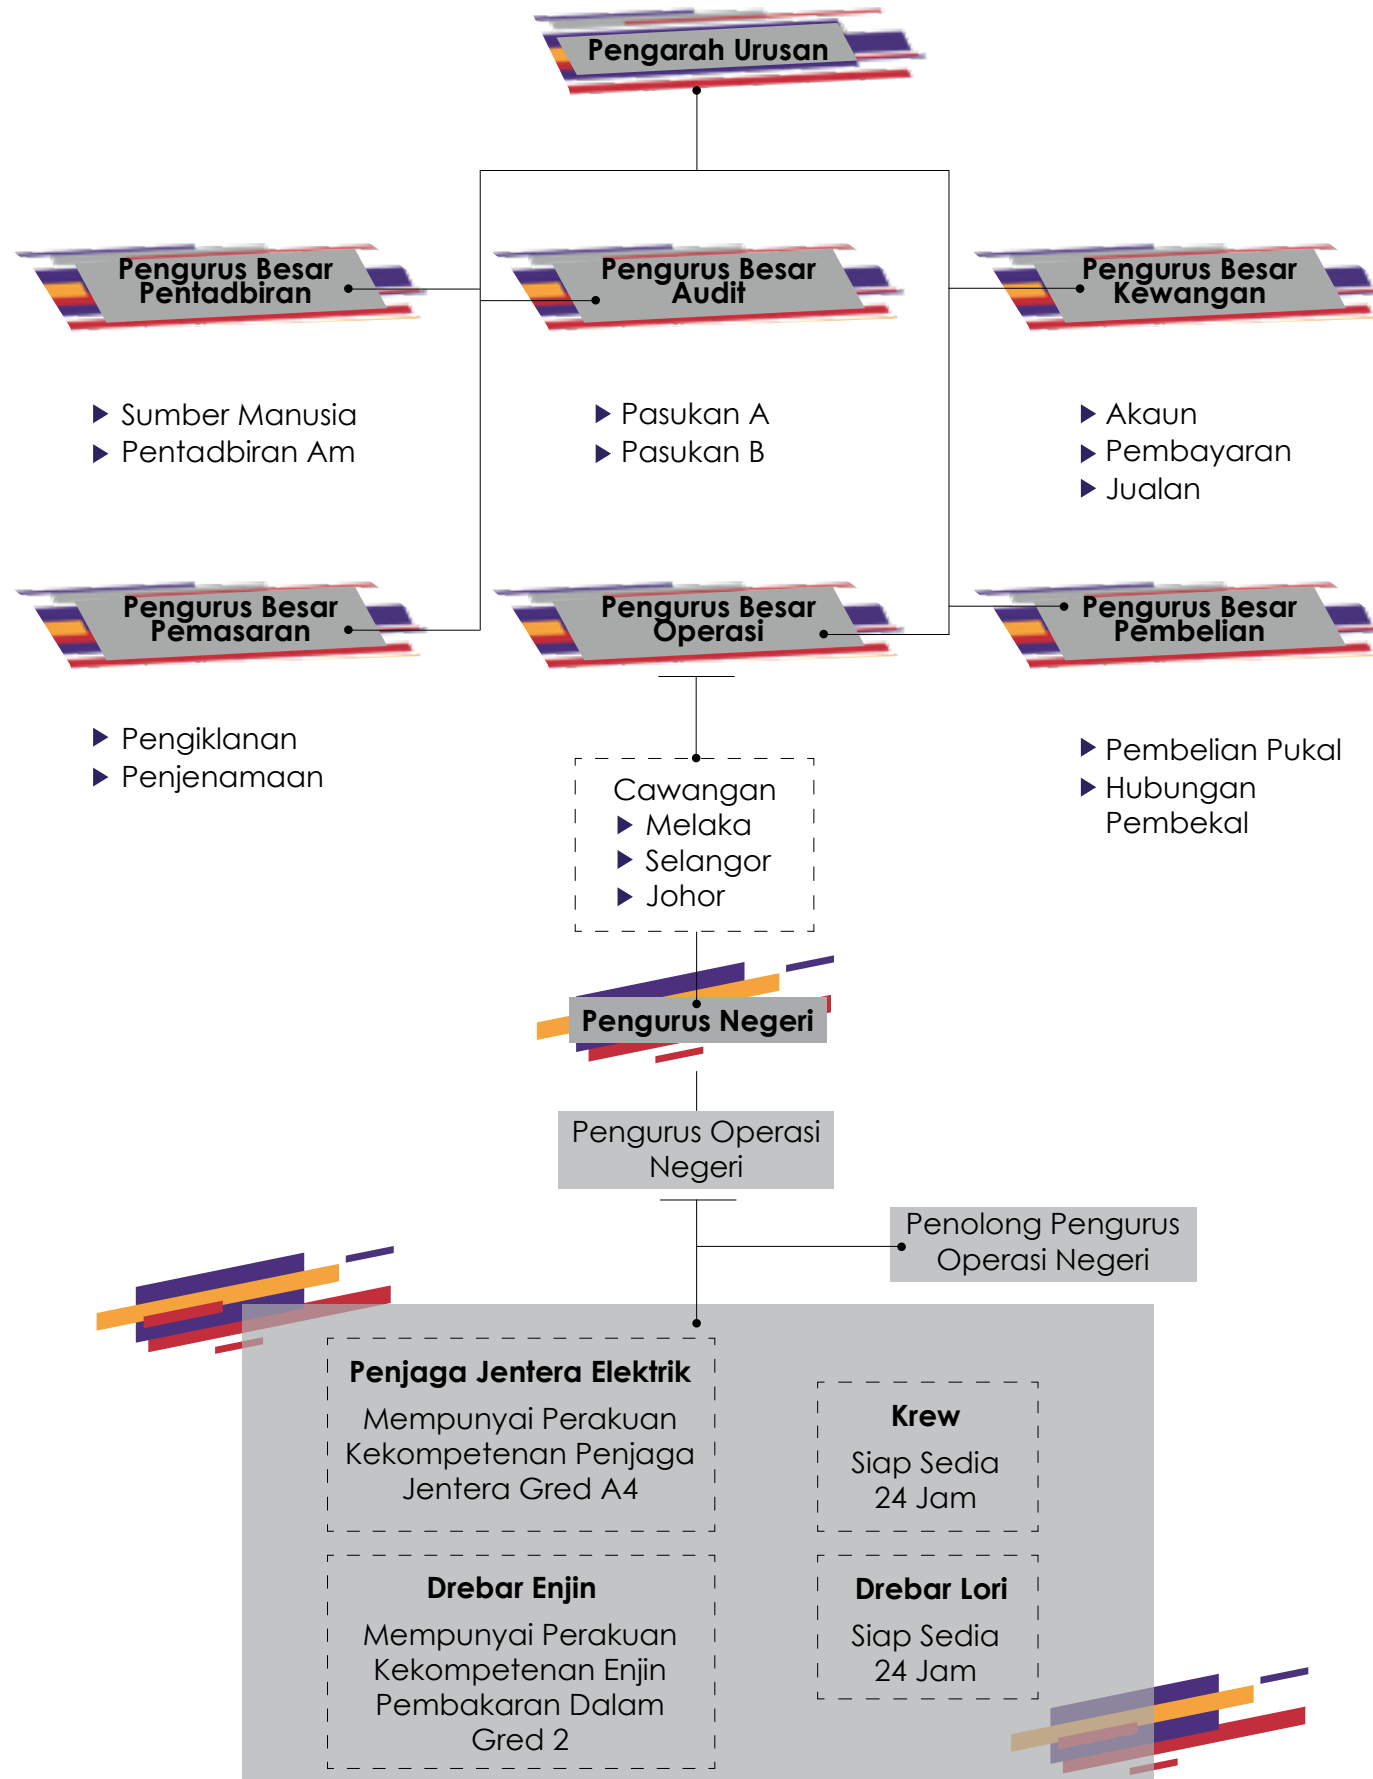 Pengarah Urusan
Pengurus Besar
Pentadbiran
Pengurus Besar
Audit
Pengurus Besar
Kewangan
Sumber Manusia
Pentadbiran Am
Pasukan A
Pasukan B
Akaun
Pembayaran
Jualan
Pengurus Besar
Pemasaran
Pengurus Besar
Operasi
Pengurus Besar
Pembelian
Pengiklanan
Penjenamaan
Pembelian Pukal
Hubungan
Pembekal
Cawangan
Melaka
Selangor
Johor
Pengurus Negeri
Pengurus Operasi
Negeri
Penolong Pengurus
Operasi Negeri
Penjaga Jentera Elektrik
Mempunyai Perakuan
Kekompetenan Penjaga
Jentera Gred A4
Krew
Siap Sedia
24 Jam
Drebar Enjin
Mempunyai Perakuan
Kekompetenan Enjin
Pembakaran Dalam
Gred 2
Drebar Lori
Siap Sedia
24 Jam